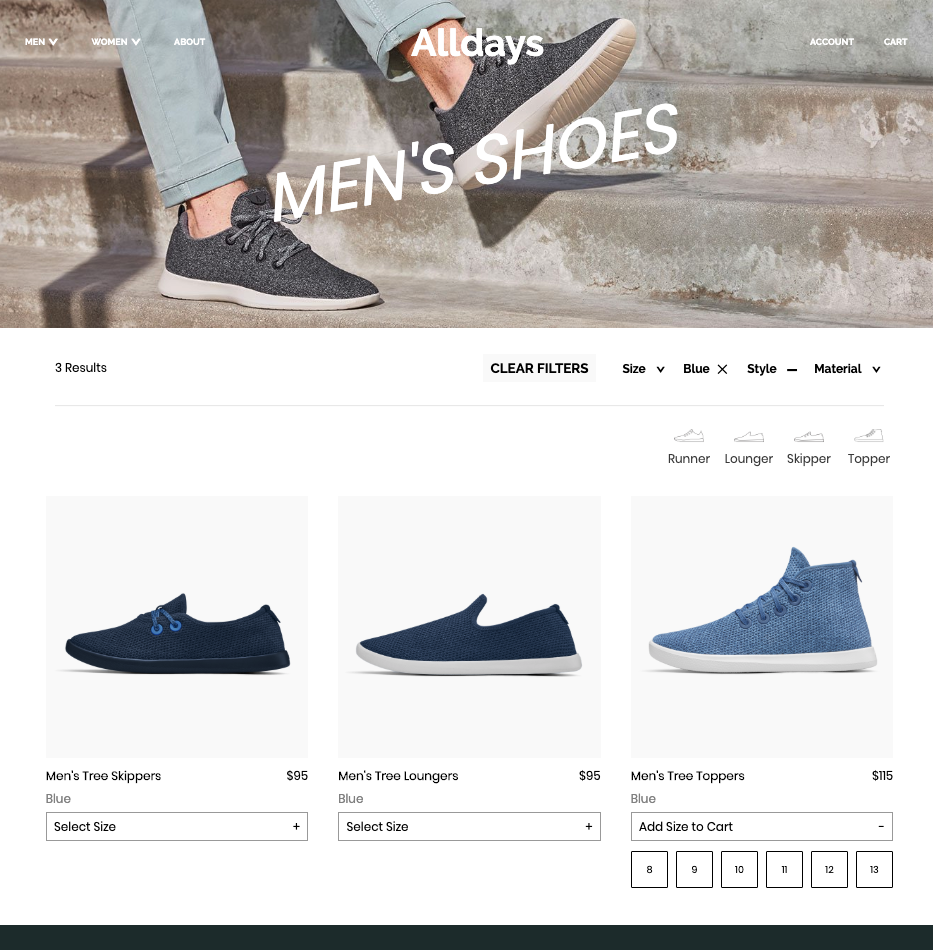 MEN WOMEN ABOUT Alldays ACCOUNT CART
MEN'S SHOES
3 Results CLEAR FILTERS Size Blue Style Material
Runner Lounger Skipper Topper
Men's Tree Skippers $95 Men's Tree Loungers $95 Men's Tree Toppers $115
Blue Blue Blue
Select Size + Select Size + Add Size to Cart -
8 9 10 11 12 13